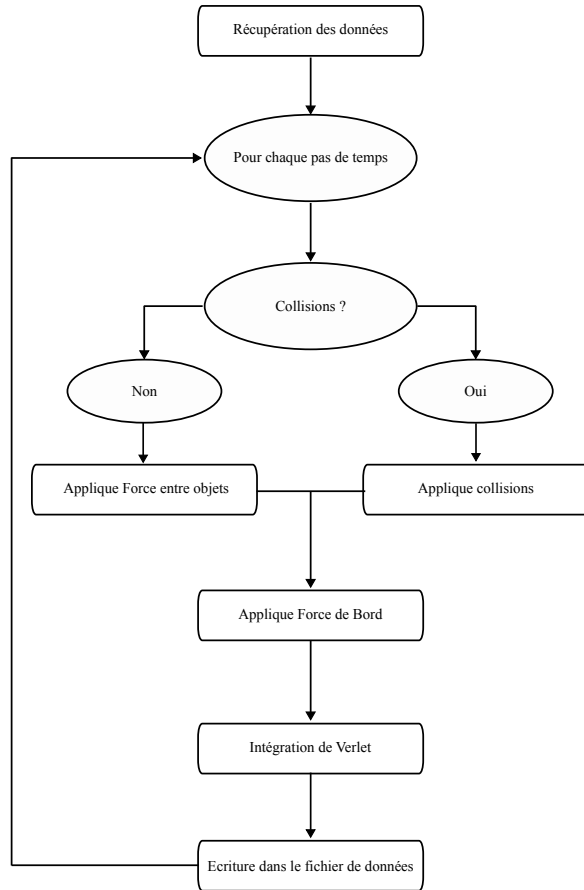 Récupération des données
Pour chaque pas de temps
Collisions ?
Non
Oui
Applique Force entre objets
Applique collisions
Applique Force de Bord
Intégration de Verlet
Ecriture dans le fichier de données